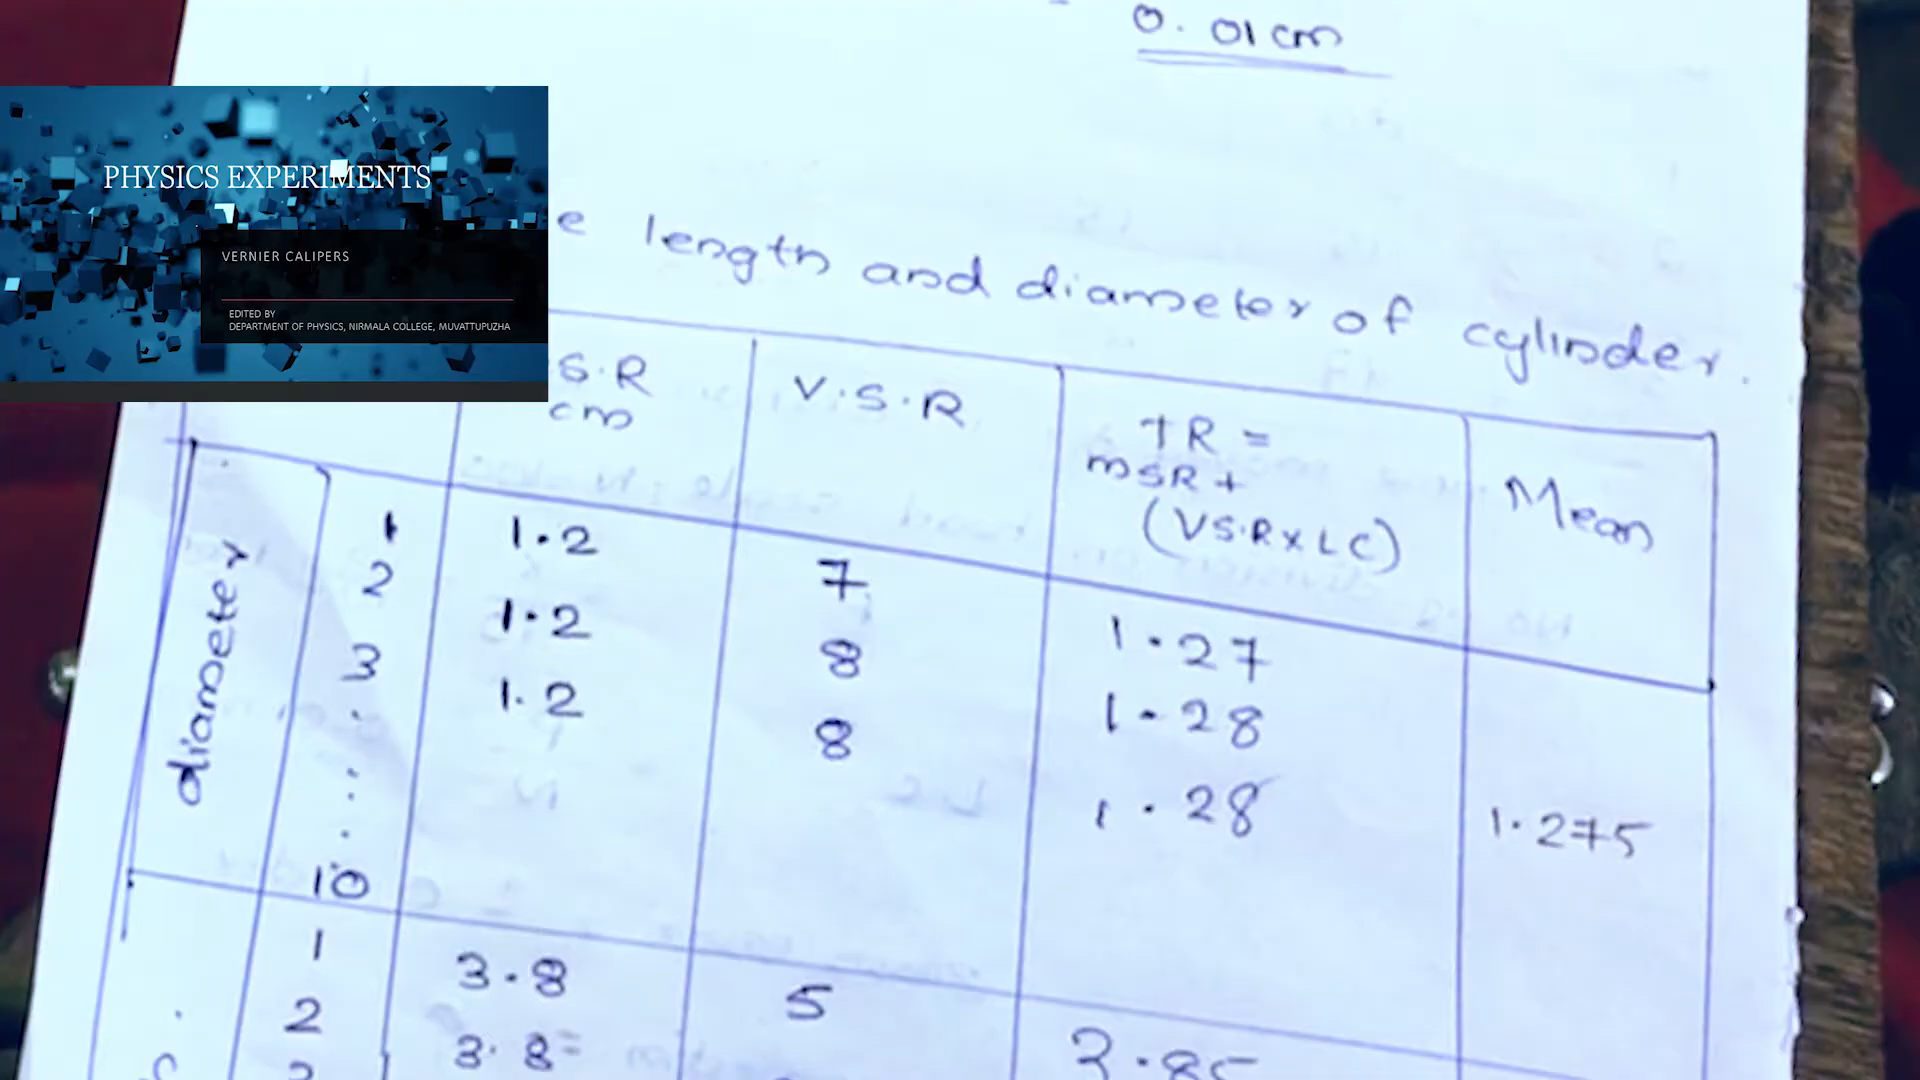 0.01cm
PHYSICS EXPERIMENTS
VERNIER CALIPERS
EDITED BY
DEPARTMENT OF PHYSICS, NIRMALA COLLEGE, MUVATTUPUZHA
e length and diameter of cylinder.
S.R
cm
V.S.R
TR =
MSR +
(VS.R x LC)
Mean
diameter
1 1.2 7 1.27
2 1.2 8 1.28
3 1.2 8 1.28
1.275
10
1 3.8 5 3.85
2 3.8